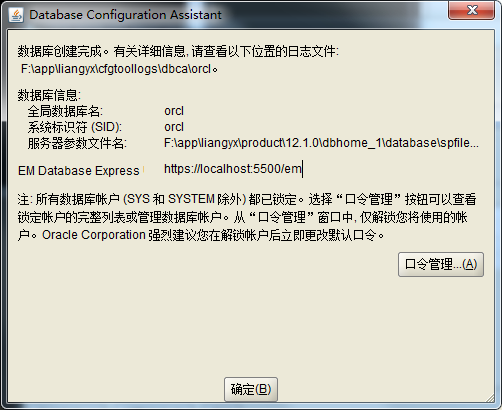 Database Configuration Assistant
数据库创建完成。有关详细信息, 请查看以下位置的日志文件:
F:\app\liangyx\cfgtoollogs\dbca\orcl。
数据库信息:
全局数据库名: orcl
系统标识符 (SID): orcl
服务器参数文件名: F:\app\liangyx\product\12.1.0\dbhome_1\database\spfile...
EM Database Express https://localhost:5500/em
注: 所有数据库帐户 (SYS 和 SYSTEM 除外) 都已锁定。选择“口令管理”按钮可以查看
锁定帐户的完整列表或管理数据库帐户。从“口令管理”窗口中, 仅解锁您将使用的帐
户。Oracle Corporation 强烈建议您在解锁帐户后立即更改默认口令。
口令管理...(A)
确定(B)